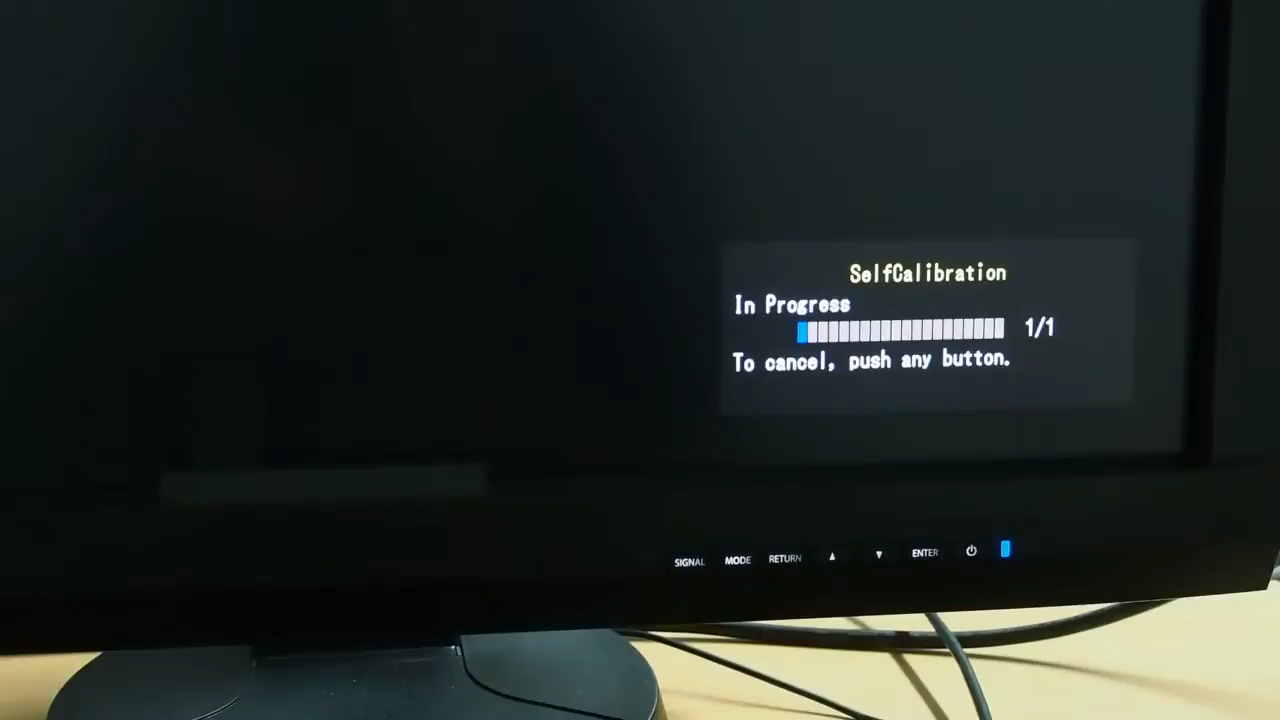 SelfCalibration
In Progress
1/1
To cancel, push any button.
SIGNAL MODE RETURN ▲ ▼ ENTER ⏻